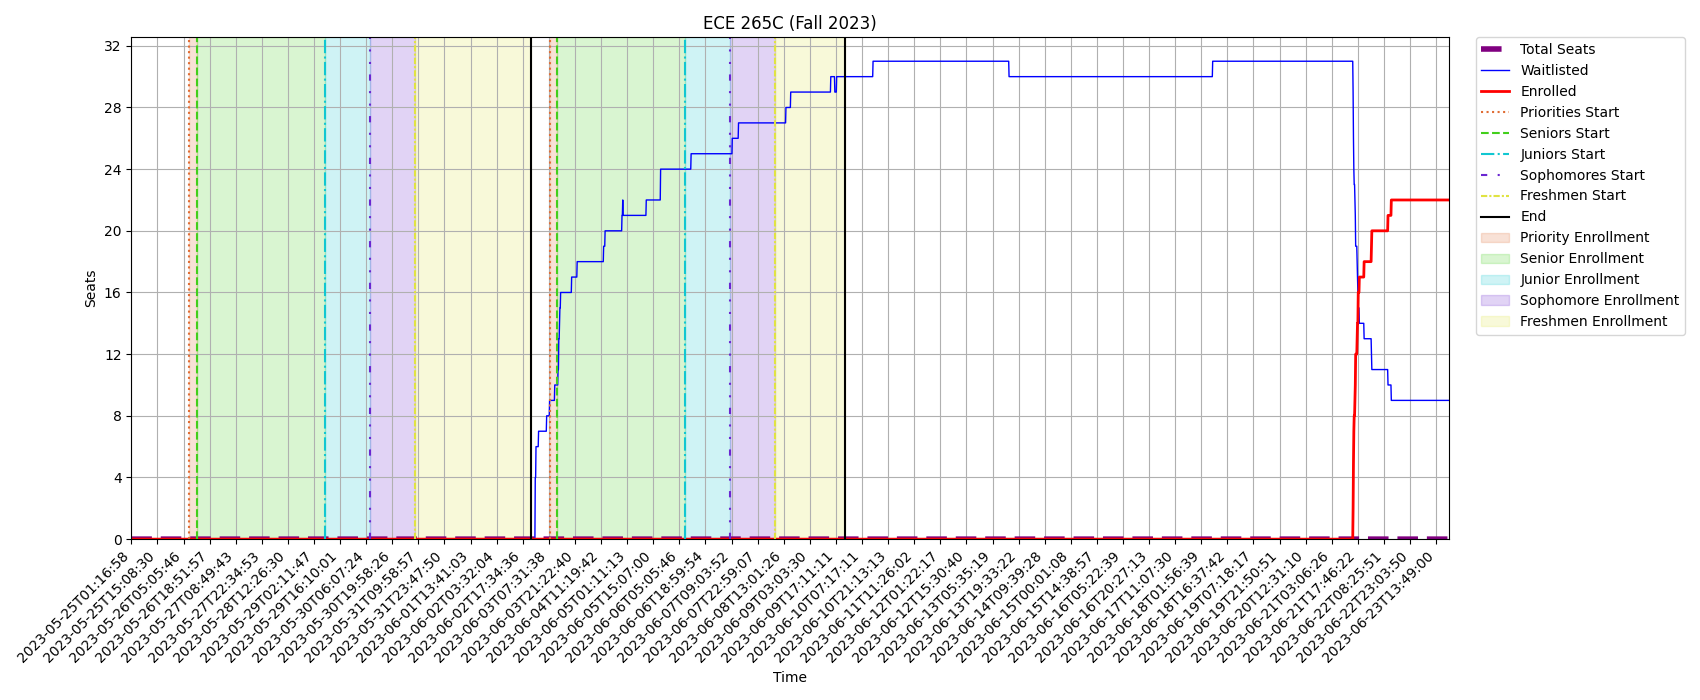 ECE 265C (Fall 2023)
32
28
24
20
16
12
8
4
0
Seats
2023-05-25T01:16:58
2023-05-25T15:08:30
2023-05-26T05:05:46
2023-05-26T18:51:57
2023-05-27T08:49:43
2023-05-27T22:34:53
2023-05-28T12:26:30
2023-05-29T02:11:47
2023-05-29T16:10:01
2023-05-30T06:07:24
2023-05-30T19:58:26
2023-05-31T09:58:57
2023-05-31T23:47:50
2023-06-01T13:41:03
2023-06-02T03:32:04
2023-06-02T17:34:36
2023-06-03T07:31:38
2023-06-03T21:22:40
2023-06-04T11:19:42
2023-06-05T01:11:13
2023-06-05T15:07:00
2023-06-06T05:05:46
2023-06-06T18:59:54
2023-06-07T09:03:52
2023-06-07T22:59:07
2023-06-08T13:01:26
2023-06-09T03:03:30
2023-06-09T17:11:11
2023-06-10T07:17:11
2023-06-10T21:13:13
2023-06-11T11:26:02
2023-06-12T01:22:17
2023-06-12T15:30:40
2023-06-13T05:35:19
2023-06-13T19:33:22
2023-06-14T09:39:28
2023-06-15T00:01:08
2023-06-15T14:38:57
2023-06-16T05:22:39
2023-06-16T20:27:13
2023-06-17T11:07:30
2023-06-18T01:56:39
2023-06-18T16:37:42
2023-06-19T07:18:17
2023-06-19T21:50:51
2023-06-20T12:31:10
2023-06-21T03:06:26
2023-06-21T17:46:22
2023-06-22T08:25:51
2023-06-22T23:03:50
2023-06-23T13:49:00
Time
Total Seats
Waitlisted
Enrolled
Priorities Start
Seniors Start
Juniors Start
Sophomores Start
Freshmen Start
End
Priority Enrollment
Senior Enrollment
Junior Enrollment
Sophomore Enrollment
Freshmen Enrollment